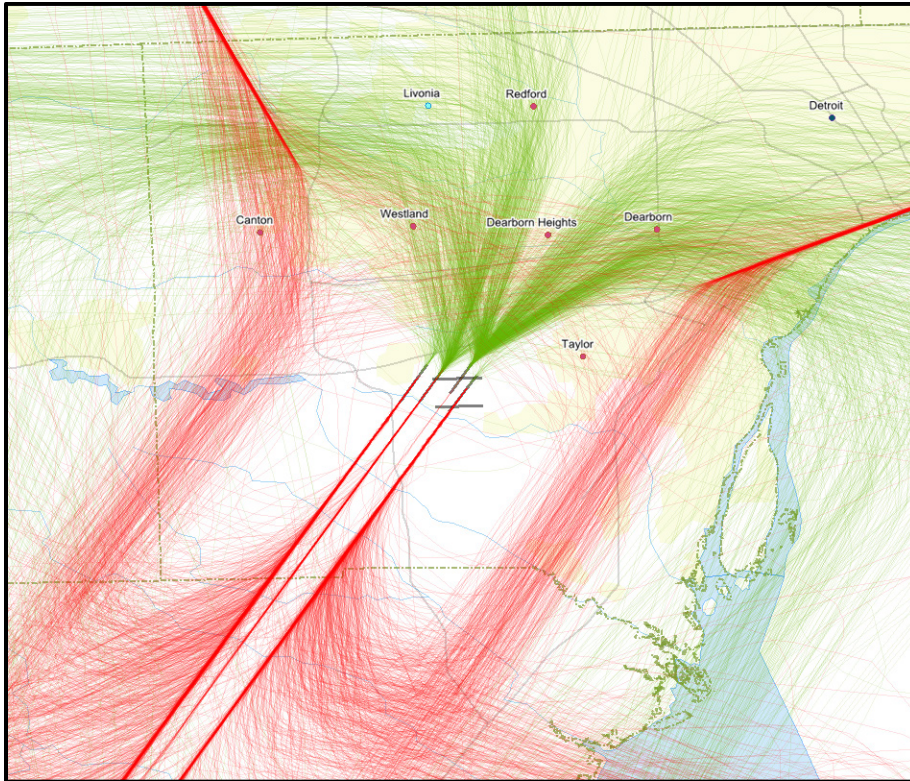 Livonia
Redford
Detroit
Canton
Westland
Dearborn Heights
Dearborn
Taylor